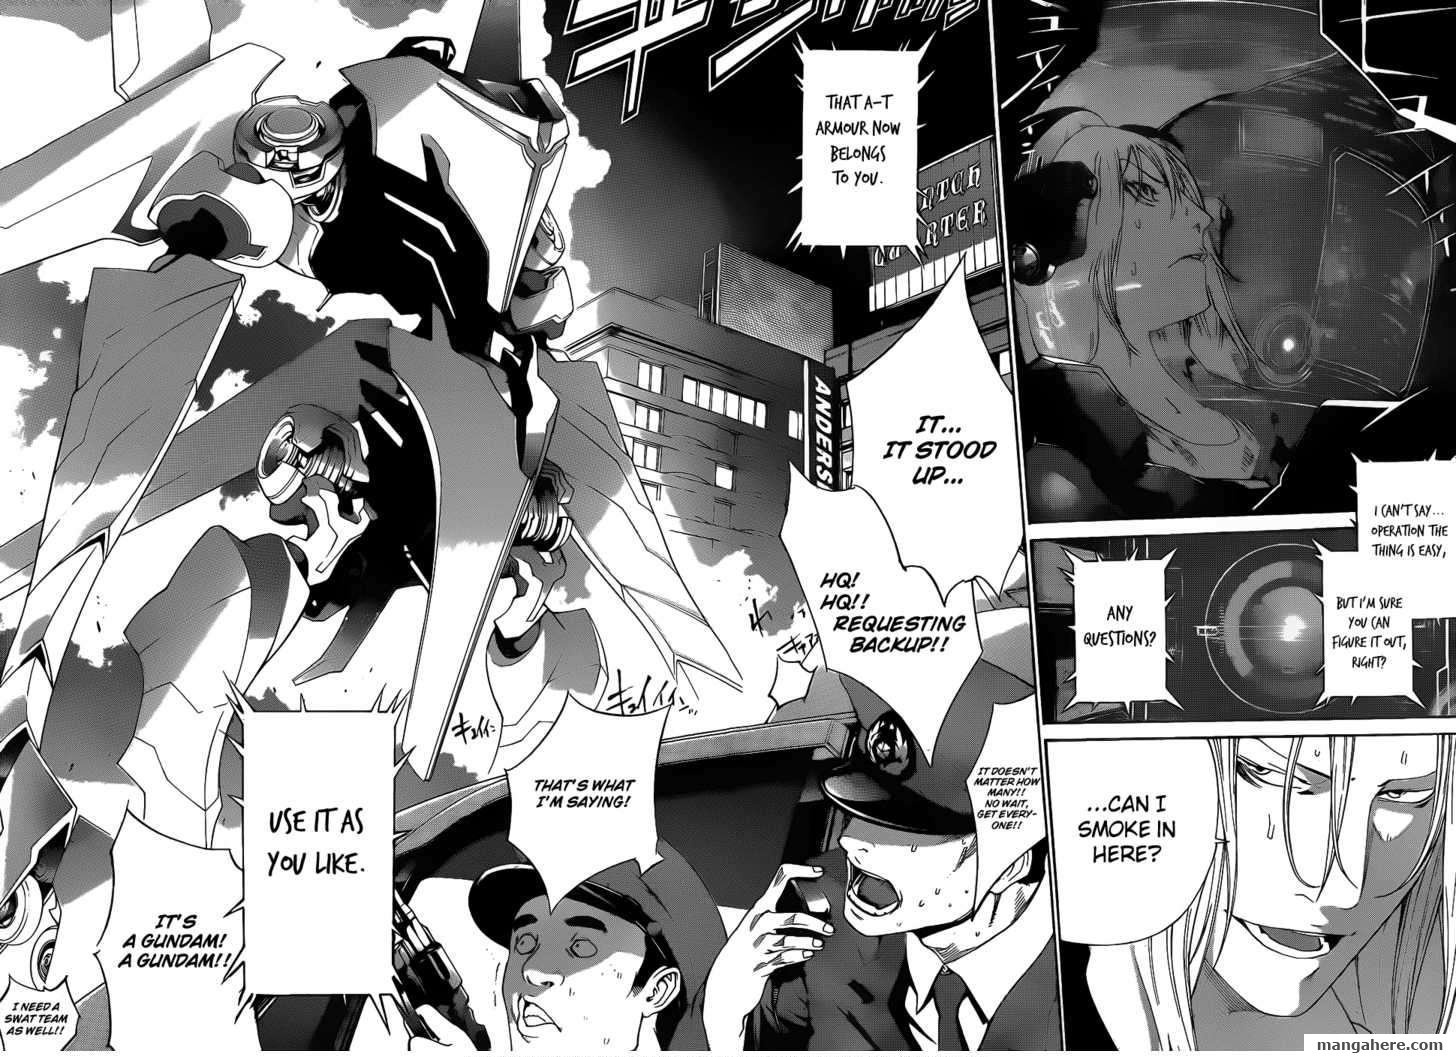 I CAN'T SAY...
OPERATION THE
THING IS EASY,
BUT I'M SURE
YOU CAN
FIGURE IT OUT,
RIGHT?
ANY
QUESTIONS?
...CAN I
SMOKE IN
HERE?
THAT A-T
ARMOUR NOW
BELONGS
TO YOU.
ANDERS
IT...
IT STOOD
UP...
HQ!
HQ!!
REQUESTING
BACKUP!!
IT DOESN'T
MATTER HOW
MANY!!
NO WAIT,
GET EVERY-
ONE!!
THAT'S WHAT
I'M SAYING!
USE IT AS
YOU LIKE.
IT'S
A GUNDAM!
A GUNDAM!!
I NEED A
SWAT TEAM
AS WELL!!
mangahere.com